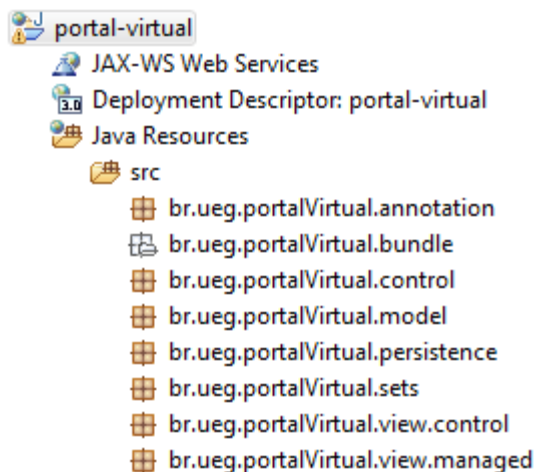 portal-virtual
JAX-WS Web Services
3.0 Deployment Descriptor: portal-virtual
Java Resources
src
br.ueg.portalVirtual.annotation
br.ueg.portalVirtual.bundle
br.ueg.portalVirtual.control
br.ueg.portalVirtual.model
br.ueg.portalVirtual.persistence
br.ueg.portalVirtual.sets
br.ueg.portalVirtual.view.control
br.ueg.portalVirtual.view.managed